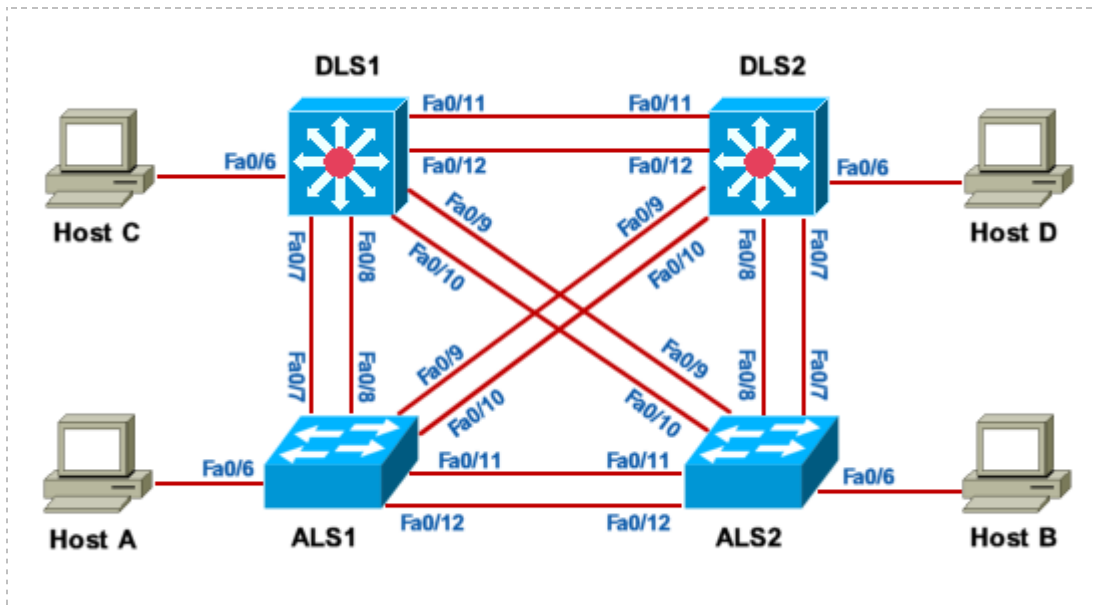 DLS1
DLS2
Fa0/11
Fa0/11
Fa0/6
Fa0/12
Fa0/12
Fa0/6
Host C
Host D
Fa0/9
Fa0/9
Fa0/7
Fa0/8
Fa0/10
Fa0/10
Fa0/8
Fa0/7
Fa0/7
Fa0/8
Fa0/9
Fa0/9
Fa0/8
Fa0/7
Fa0/10
Fa0/10
Fa0/6
Fa0/11
Fa0/11
Fa0/6
Fa0/12
Fa0/12
Host A
ALS1
ALS2
Host B